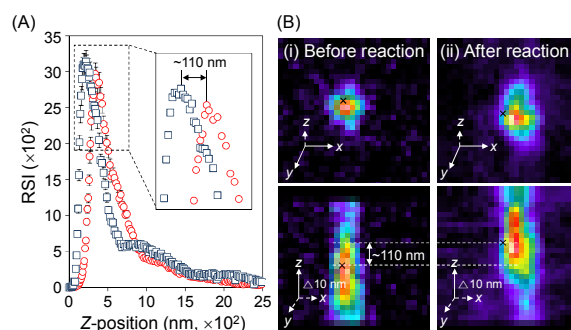 (A)
RSI (×10²)
35
30
25
20
15
10
5
0
0
5
10
15
20
25
Z-position (nm, ×10²)
~110 nm
(B)
(i) Before reaction
(ii) After reaction
×
z
x
y
×
z
x
y
×
~110 nm
z
△10 nm
x
y
×
z
△10 nm
x
y